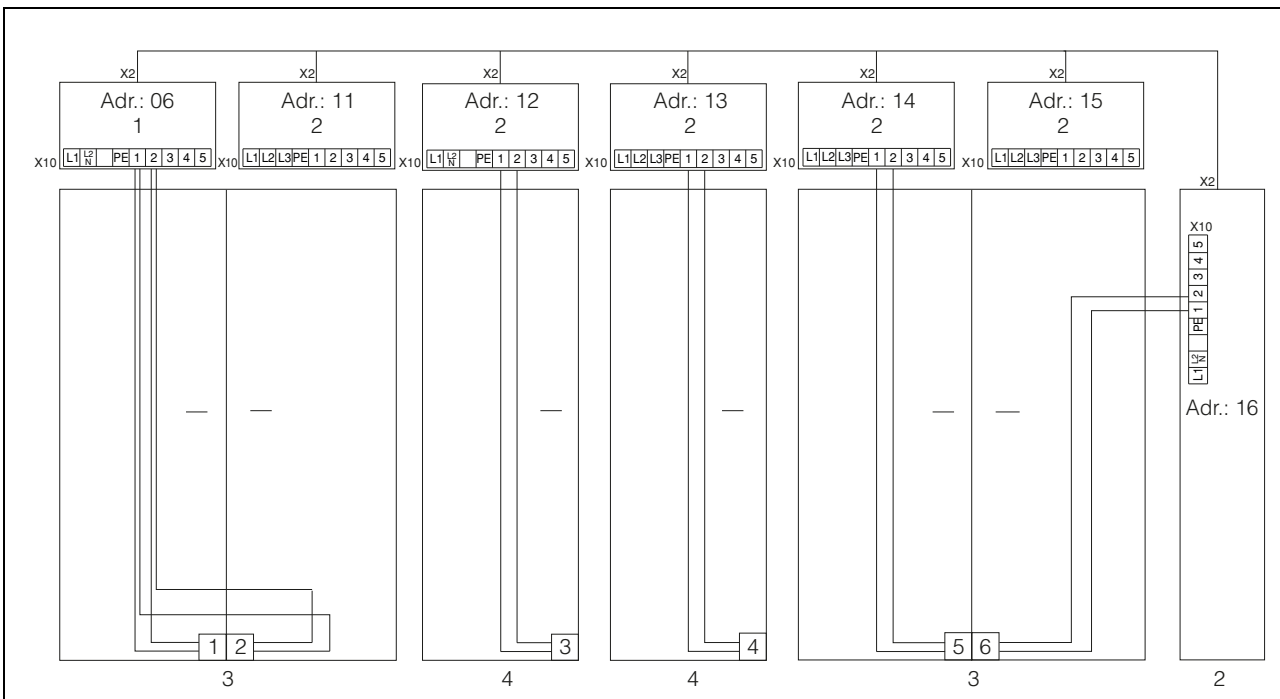 X2 X2 X2 X2 X2 X2
Adr.: 06 Adr.: 11 Adr.: 12 Adr.: 13 Adr.: 14 Adr.: 15
1 2 2 2 2 2
X10 L1 L2 N PE 1 2 3 4 5 X10 L1 L2 L3 PE 1 2 3 4 5 X10 L1 L2 N PE 1 2 3 4 5 X10 L1 L2 L3 PE 1 2 3 4 5 X10 L1 L2 L3 PE 1 2 3 4 5 X10 L1 L2 L3 PE 1 2 3 4 5
X2
X10
5
4
3
2
1
PE
L2 N
L1
Adr.: 16
1 2 3 4 5 6
3 4 4 3 2